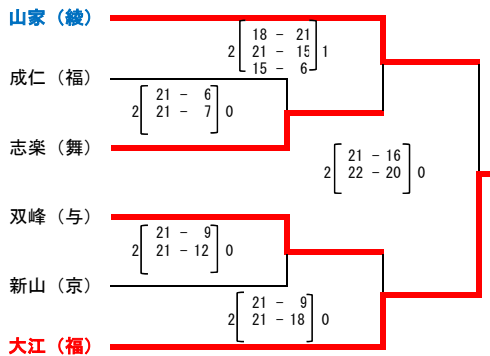 山家（綾）
2 18 - 21 1
21 - 15
15 - 6
成仁（福）
2 21 - 6 0
21 - 7
志楽（舞）
2 21 - 16 0
22 - 20
双峰（与）
2 21 - 9 0
21 - 12
新山（京）
2 21 - 9 0
21 - 18
大江（福）